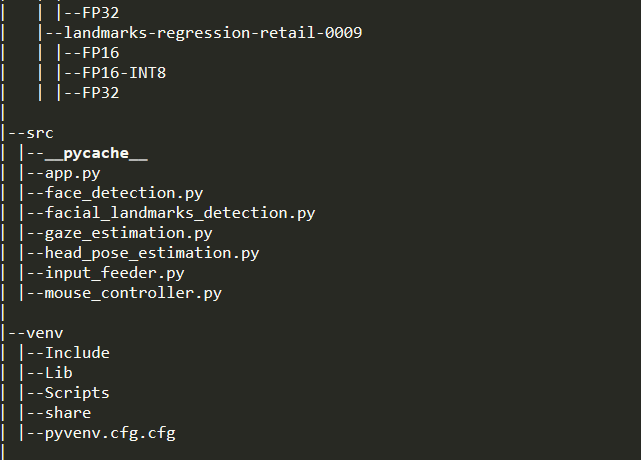 |   | |--FP32
|   |--landmarks-regression-retail-0009
|   | |--FP16
|   | |--FP16-INT8
|   | |--FP32
|
|--src
| |--__pycache__
| |--app.py
| |--face_detection.py
| |--facial_landmarks_detection.py
| |--gaze_estimation.py
| |--head_pose_estimation.py
| |--input_feeder.py
| |--mouse_controller.py
|
|--venv
| |--Include
| |--Lib
| |--Scripts
| |--share
| |--pyvenv.cfg.cfg
|